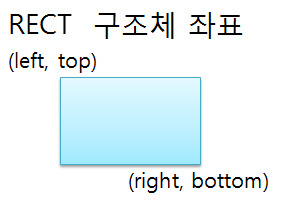 RECT 구조체 좌표
(left, top)
(right, bottom)